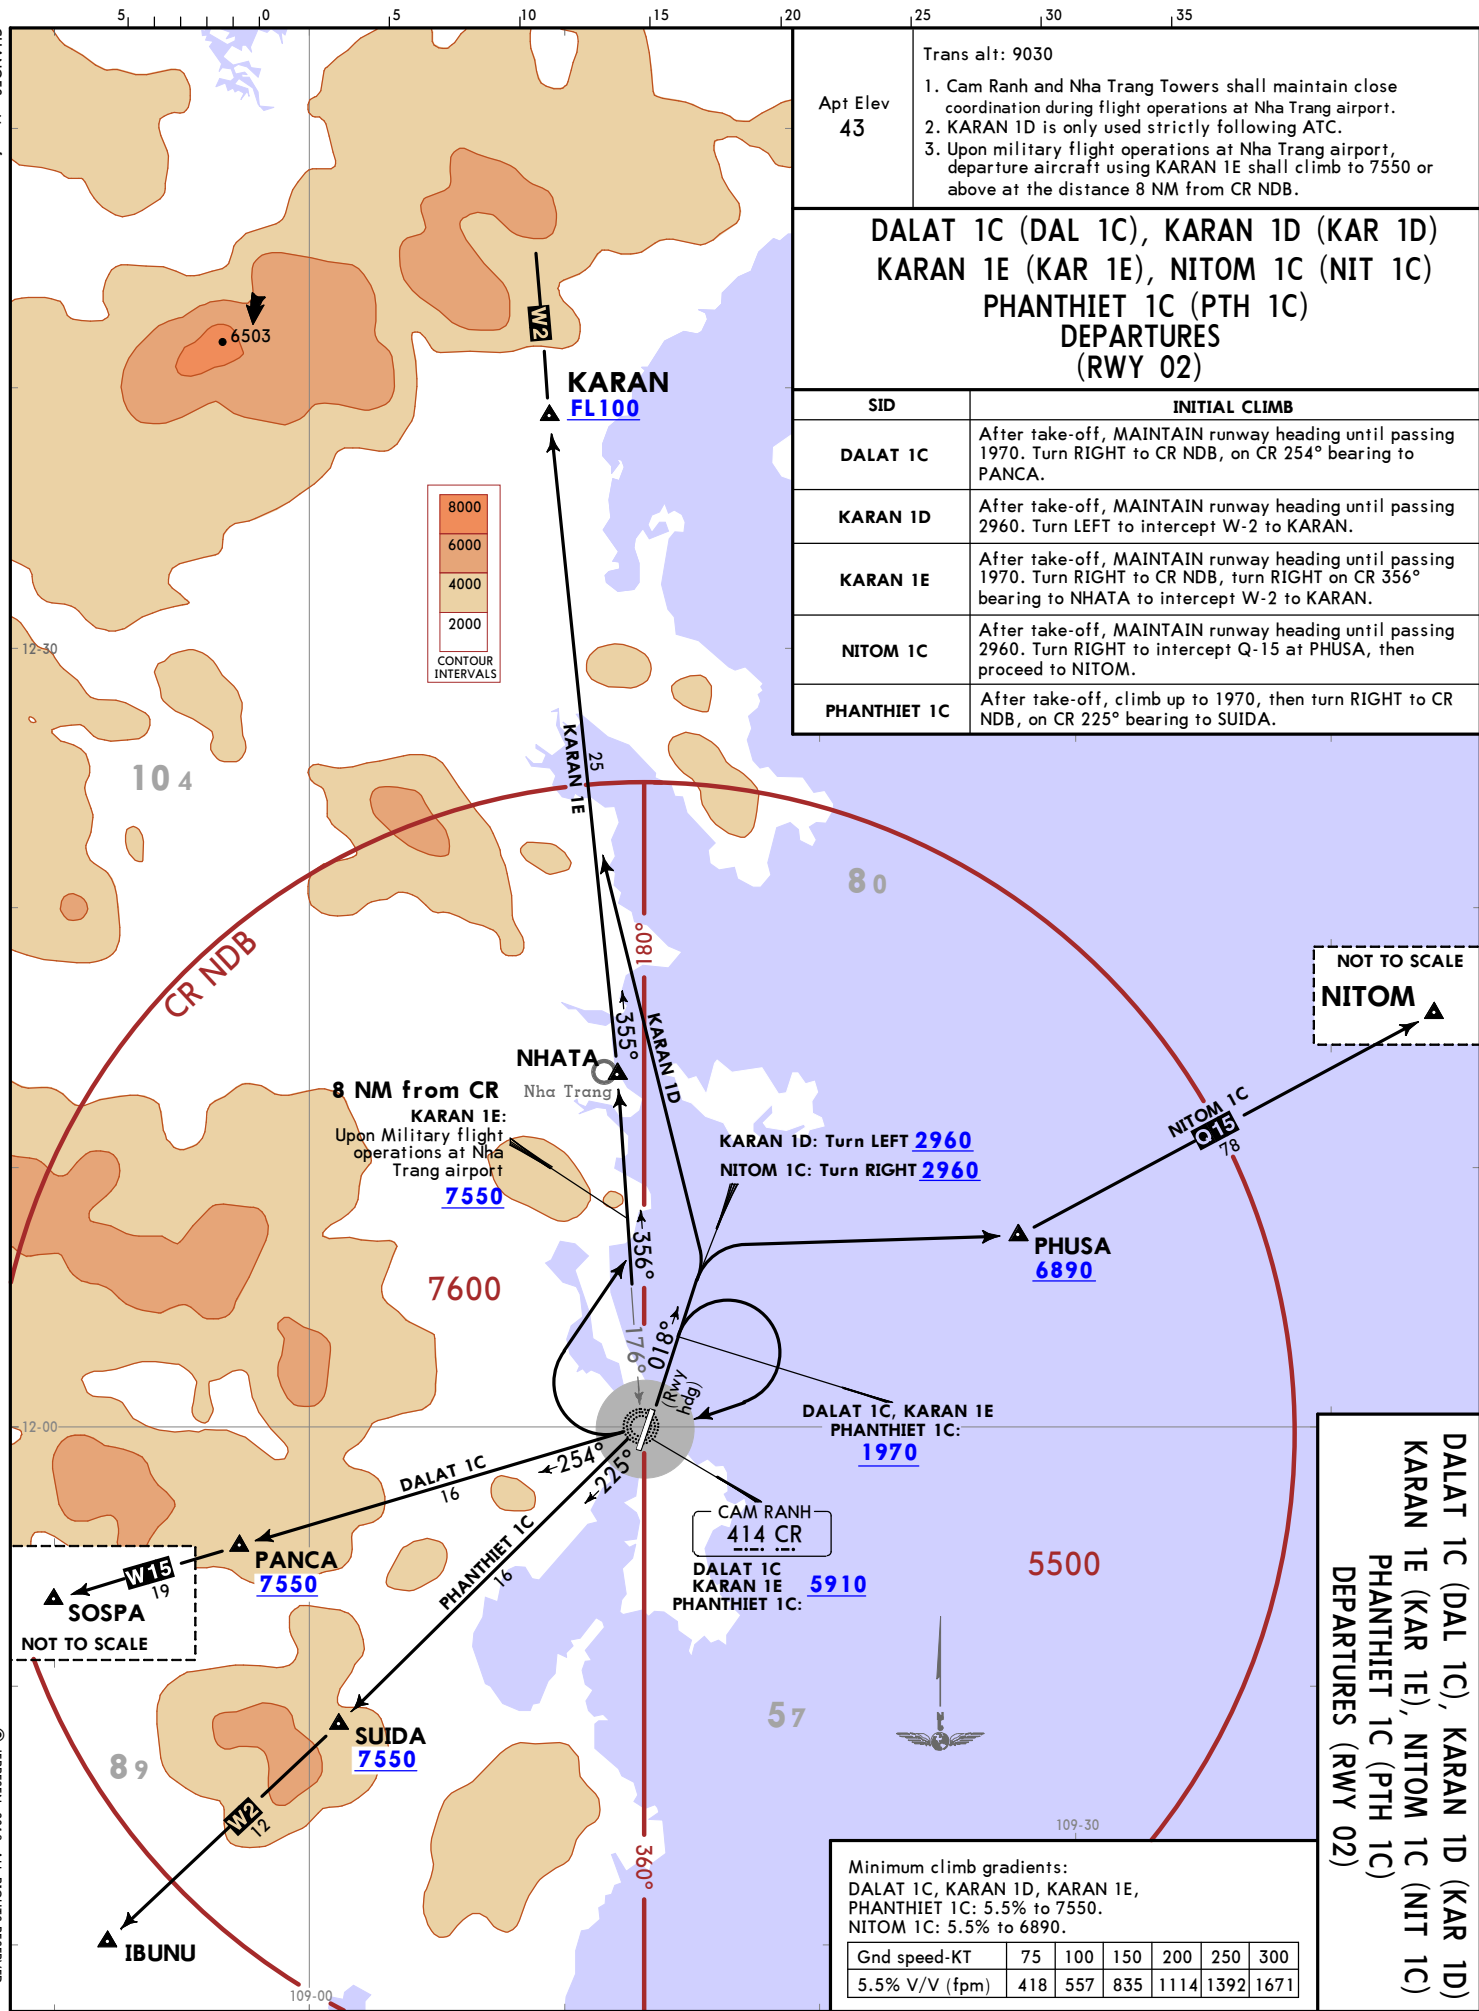 5 0 5 10 15 20 25 30 35
Apt Elev
43
Trans alt: 9030
1. Cam Ranh and Nha Trang Towers shall maintain close
coordination during flight operations at Nha Trang airport.
2. KARAN 1D is only used strictly following ATC.
3. Upon military flight operations at Nha Trang airport,
departure aircraft using KARAN 1E shall climb to 7550 or
above at the distance 8 NM from CR NDB.
DALAT 1C (DAL 1C), KARAN 1D (KAR 1D)
KARAN 1E (KAR 1E), NITOM 1C (NIT 1C)
PHANTHIET 1C (PTH 1C)
DEPARTURES
(RWY 02)
SID INITIAL CLIMB
DALAT 1C
After take-off, MAINTAIN runway heading until passing
1970. Turn RIGHT to CR NDB, on CR 254° bearing to
PANCA.
KARAN 1D
After take-off, MAINTAIN runway heading until passing
2960. Turn LEFT to intercept W-2 to KARAN.
KARAN 1E
After take-off, MAINTAIN runway heading until passing
1970. Turn RIGHT to CR NDB, turn RIGHT on CR 356°
bearing to NHATA to intercept W-2 to KARAN.
NITOM 1C
After take-off, MAINTAIN runway heading until passing
2960. Turn RIGHT to intercept Q-15 at PHUSA, then
proceed to NITOM.
PHANTHIET 1C
After take-off, climb up to 1970, then turn RIGHT to CR
NDB, on CR 225° bearing to SUIDA.
6503
W2
KARAN
FL100
8000
6000
4000
2000
CONTOUR
INTERVALS
12-30
104
KARAN 1E
25
80
CR NDB
180°
NOT TO SCALE
NITOM
355°
KARAN 1D
NHATA
Nha Trang
8 NM from CR
KARAN 1E:
Upon Military flight
operations at Nha
Trang airport
7550
KARAN 1D: Turn LEFT 2960
NITOM 1C: Turn RIGHT 2960
NITOM 1C
Q15
78
PHUSA
6890
356°
7600
176°
018°
(Rwy
hdg)
DALAT 1C, KARAN 1E
PHANTHIET 1C:
1970
12-00
254°
225°
DALAT 1C
16
PHANTHIET 1C
16
CAM RANH
414 CR
DALAT 1C
KARAN 1E
PHANTHIET 1C:
5910
5500
PANCA
7550
W15
19
SOSPA
NOT TO SCALE
SUIDA
7550
57
89
W2
12
IBUNU
N
360°
109-30
109-00
Minimum climb gradients:
DALAT 1C, KARAN 1D, KARAN 1E,
PHANTHIET 1C: 5.5% to 7550.
NITOM 1C: 5.5% to 6890.
Gnd speed-KT 75 100 150 200 250 300
5.5% V/V (fpm) 418 557 835 1114 1392 1671
DALAT 1C (DAL 1C), KARAN 1D (KAR 1D)
KARAN 1E (KAR 1E), NITOM 1C (NIT 1C)
PHANTHIET 1C (PTH 1C)
DEPARTURES (RWY 02)